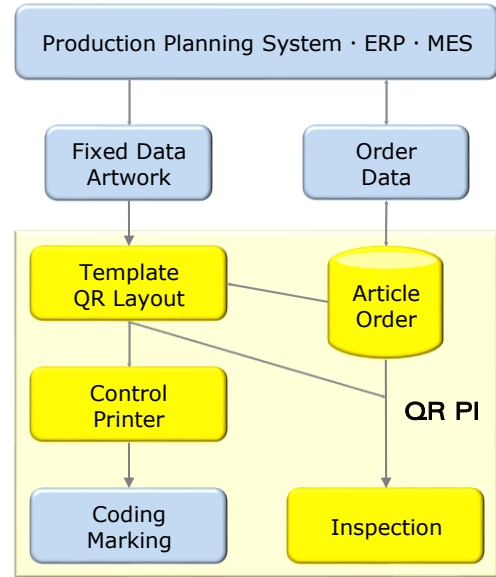 Production Planning System · ERP · MES
Fixed Data
Artwork
Order
Data
Template
QR Layout
Article
Order
Control
Printer
QR PI
Coding
Marking
Inspection